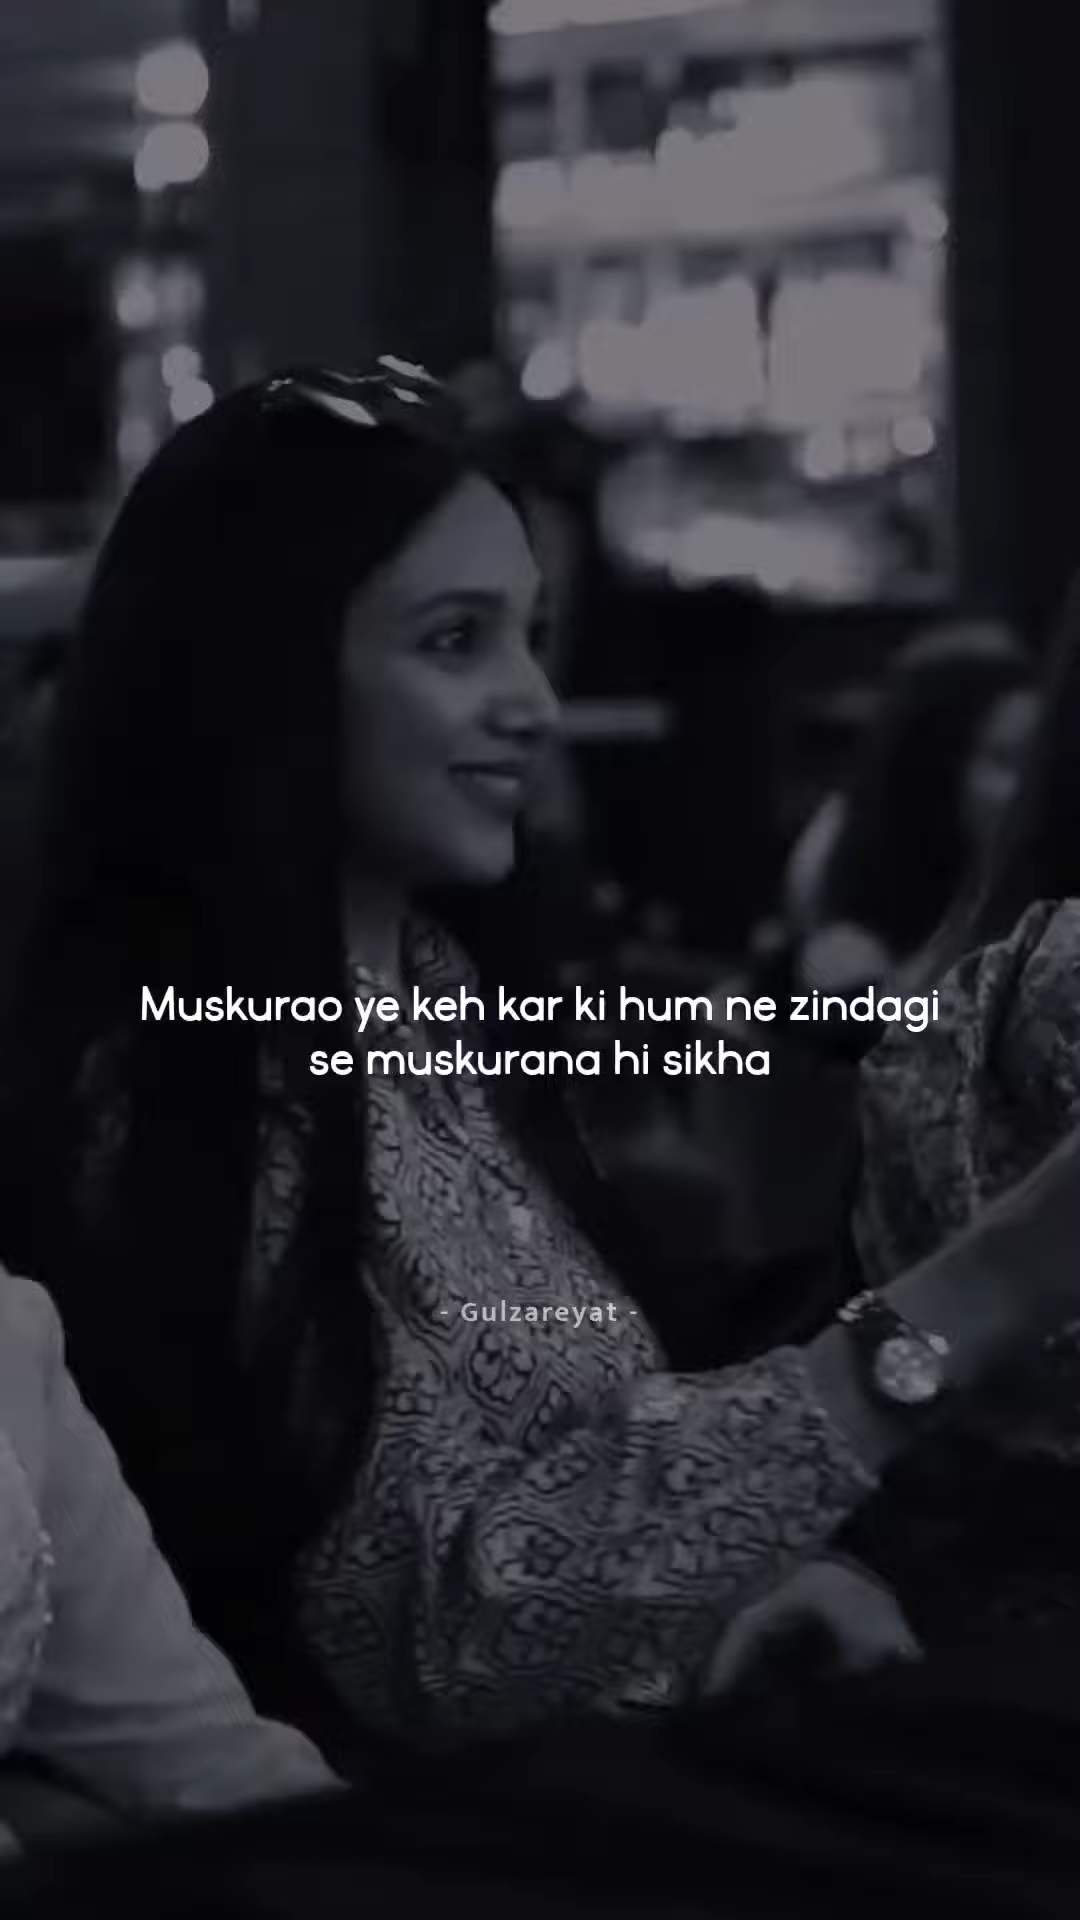 Muskurao ye keh kar ki hum ne zindagi
se muskurana hi sikha
- Gulzareyat -